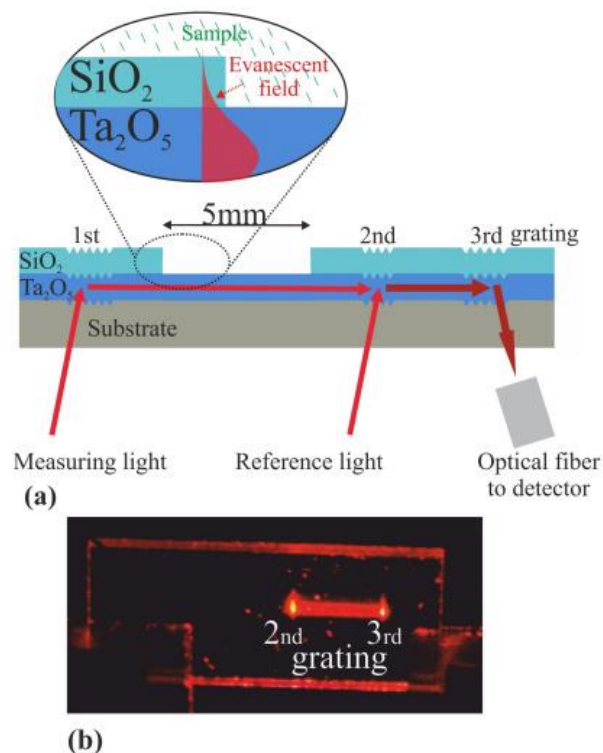 Sample
SiO2
Evanescent
field
Ta2O5
5mm
1st 2nd 3rd grating
SiO2
Ta2O5
Substrate
Measuring light Reference light Optical fiber
to detector
(a)
2nd 3rd
grating
(b)